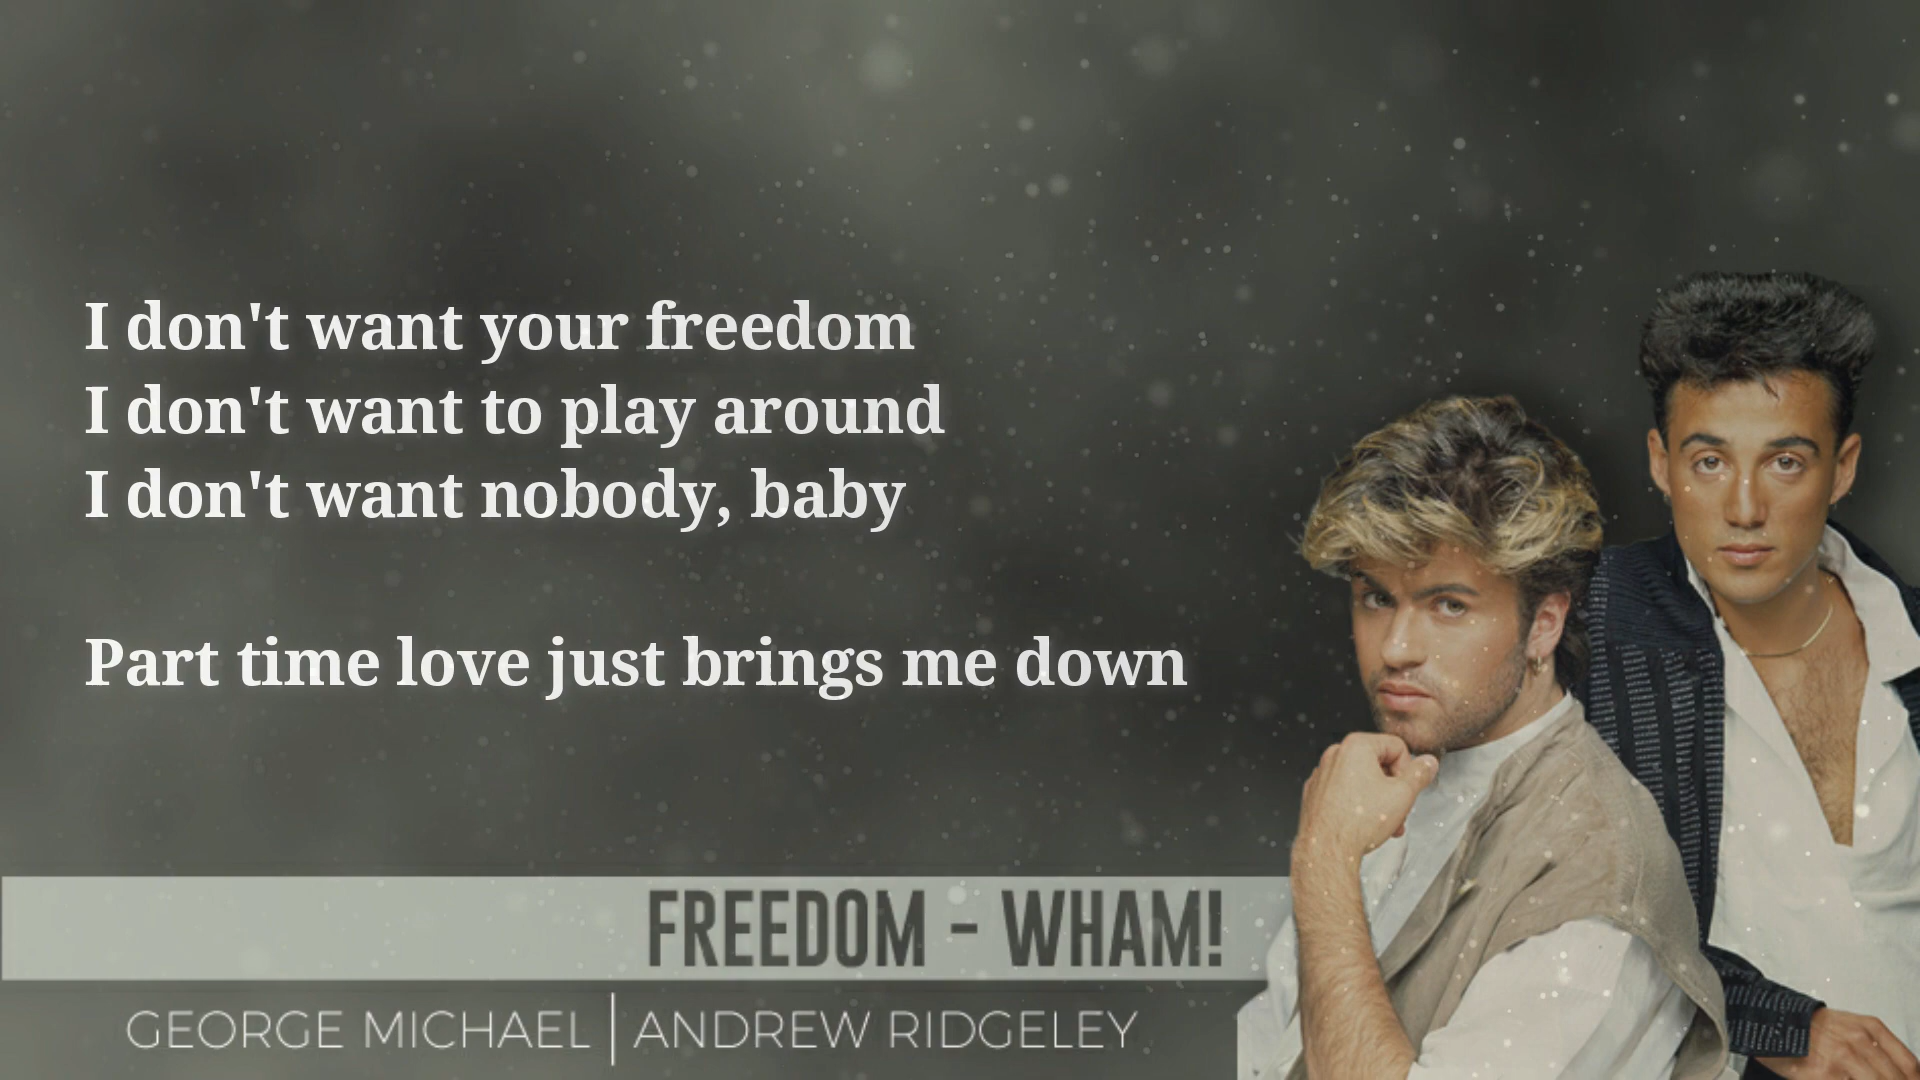 I don't want your freedom
I don't want to play around
I don't want nobody, baby
Part time love just brings me down
FREEDOM - WHAM!
GEORGE MICHAEL | ANDREW RIDGELEY